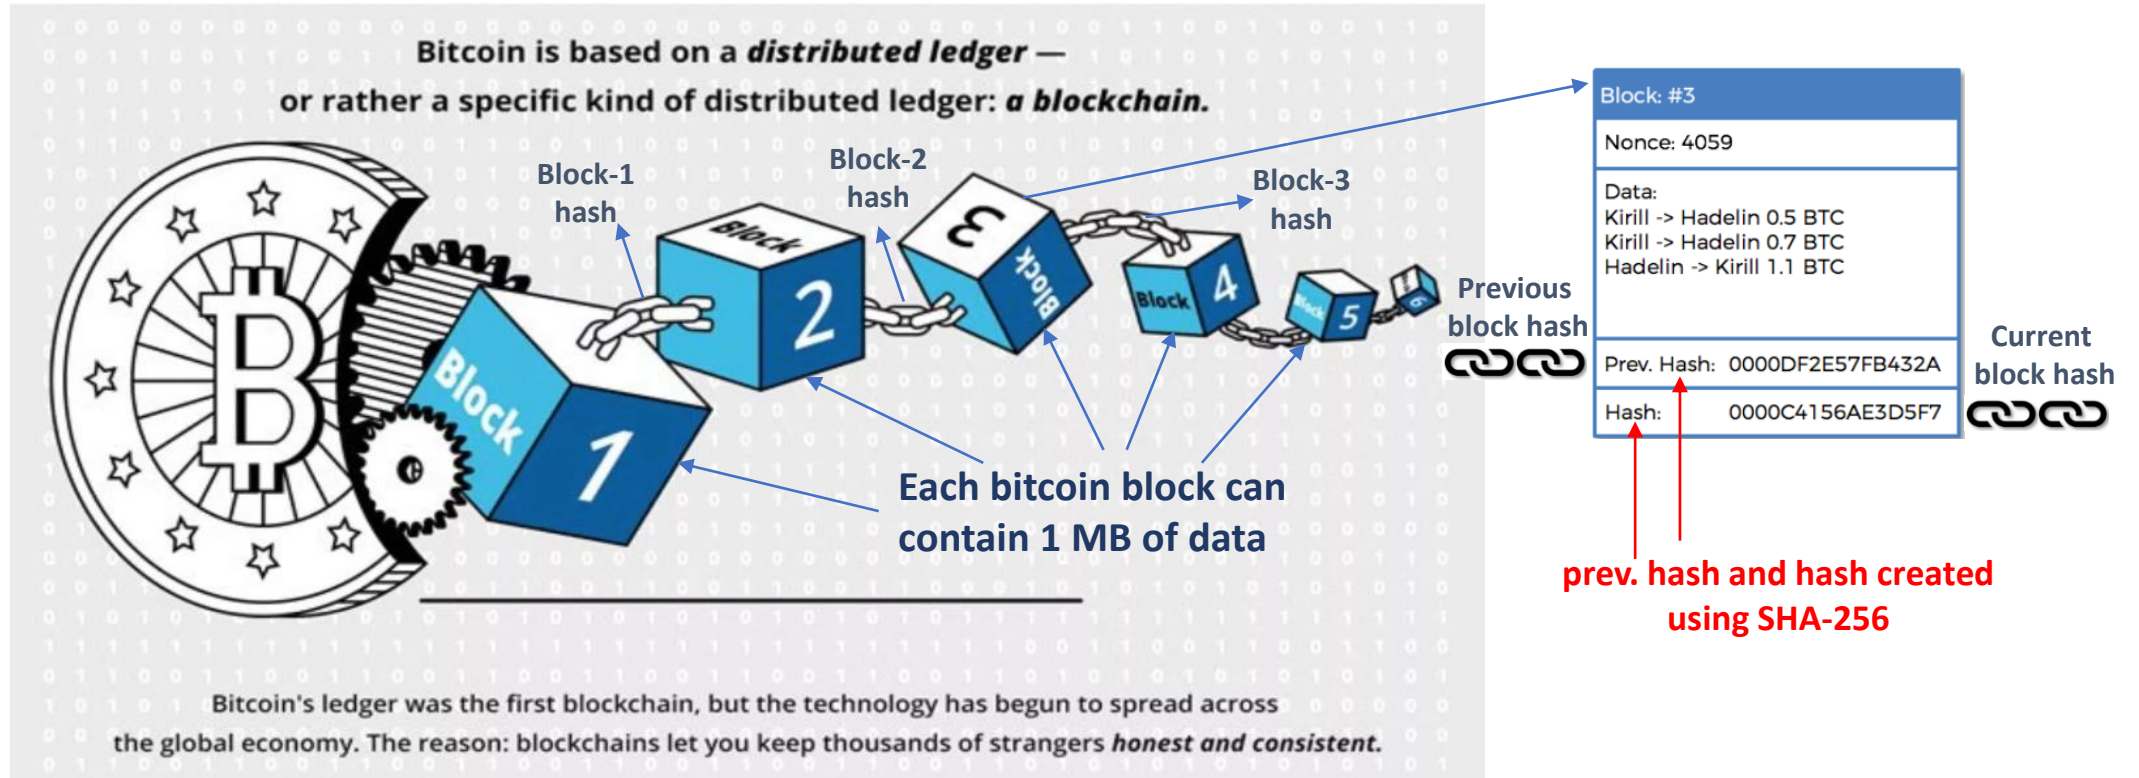 Bitcoin is based on a distributed ledger —
or rather a specific kind of distributed ledger: a blockchain.
Block-1
hash
Block-2
hash
Block-3
hash
Block
1
Block
2
3
Block
Block
4
Block
5
6
Each bitcoin block can
contain 1 MB of data
Bitcoin's ledger was the first blockchain, but the technology has begun to spread across
the global economy. The reason: blockchains let you keep thousands of strangers honest and consistent.
Previous
block hash
Block: #3
Nonce: 4059
Data:
Kirill -> Hadelin 0.5 BTC
Kirill -> Hadelin 0.7 BTC
Hadelin -> Kirill 1.1 BTC
Prev. Hash: 0000DF2E57FB432A
Hash: 0000C4156AE3D5F7
Current
block hash
prev. hash and hash created
using SHA-256